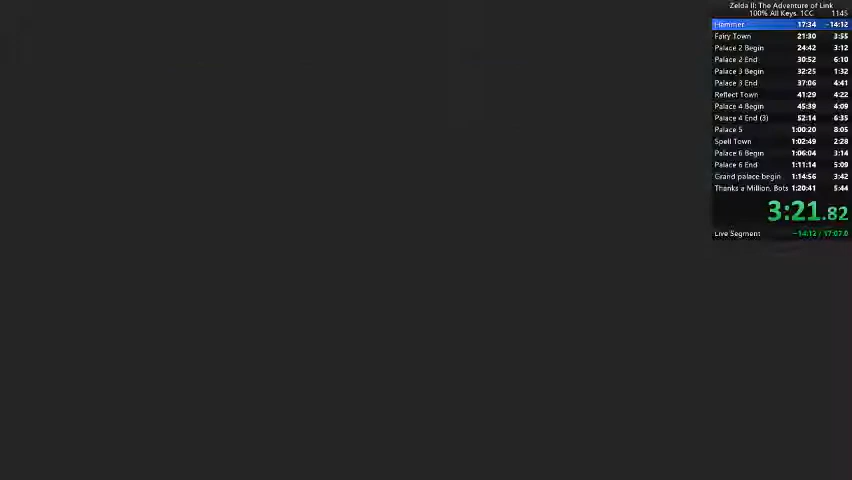 Zelda II: The Adventure of Link
100% All Keys, 1CC 1145
Hammer 17:34 −14:12
Fairy Town 21:30 3:55
Palace 2 Begin 24:42 3:12
Palace 2 End 30:52 6:10
Palace 3 Begin 32:25 1:32
Palace 3 End 37:06 4:41
Reflect Town 41:29 4:22
Palace 4 Begin 45:39 4:09
Palace 4 End (3) 52:14 6:35
Palace 5 1:00:20 8:05
Spell Town 1:02:49 2:28
Palace 6 Begin 1:06:04 3:14
Palace 6 End 1:11:14 5:09
Grand palace begin 1:14:56 3:42
Thanks a Million, Bots 1:20:41 5:44
3:21.82
Live Segment −14:12 / 17:07.0